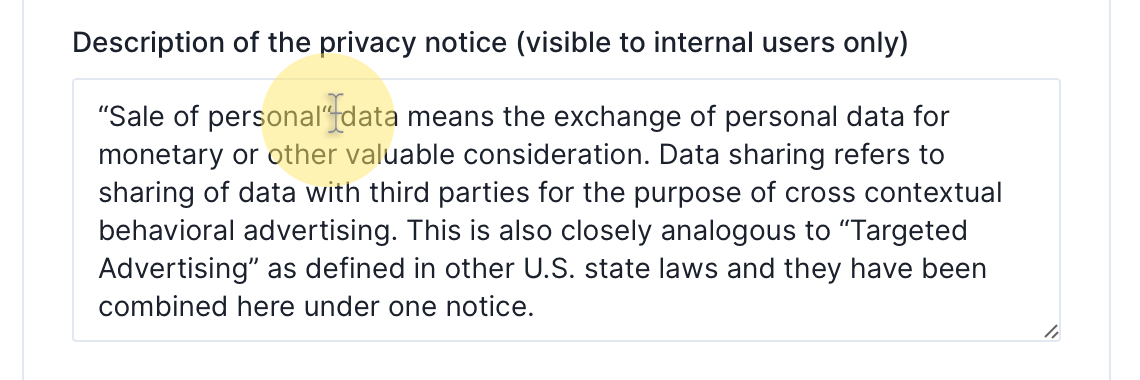 Description of the privacy notice (visible to internal users only)
“Sale of personal“ data means the exchange of personal data for
monetary or other valuable consideration. Data sharing refers to
sharing of data with third parties for the purpose of cross contextual
behavioral advertising. This is also closely analogous to “Targeted
Advertising” as defined in other U.S. state laws and they have been
combined here under one notice.